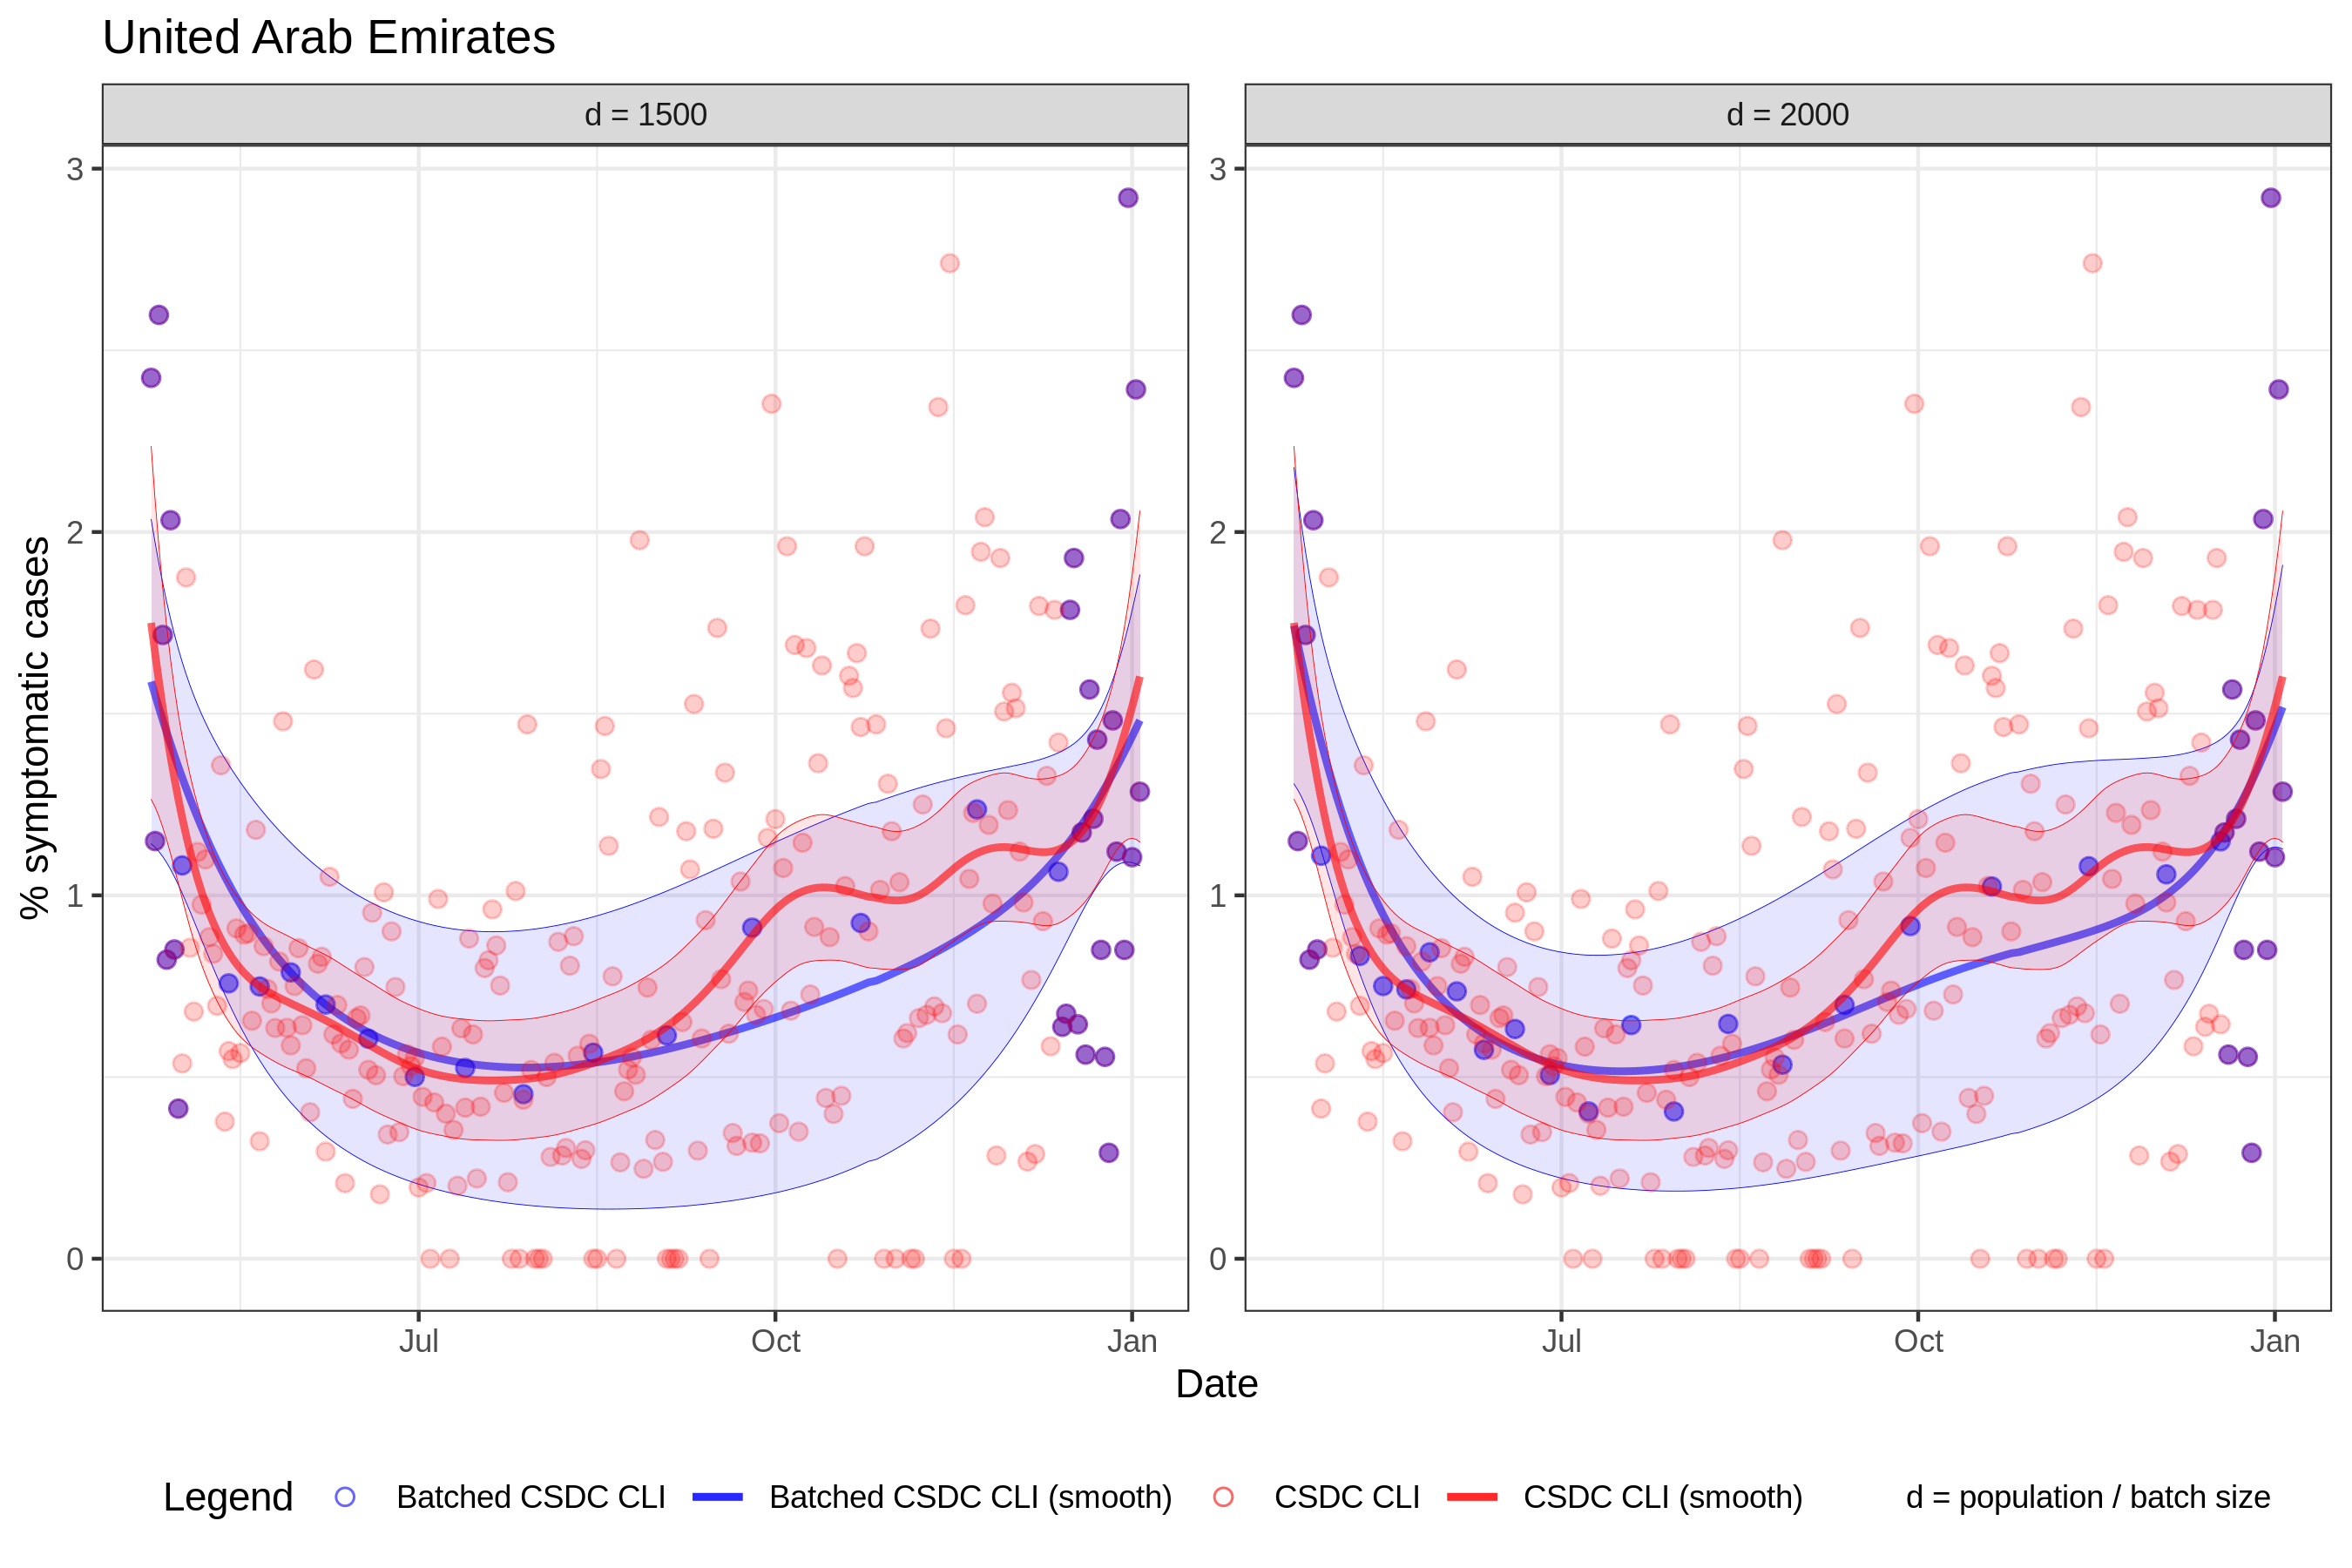 United Arab Emirates
d = 1500
d = 2000
3
2
1
0
3
2
1
0
% symptomatic cases
Jul
Oct
Jan
Jul
Oct
Jan
Date
Legend
Batched CSDC CLI
Batched CSDC CLI (smooth)
CSDC CLI
CSDC CLI (smooth)
d = population / batch size